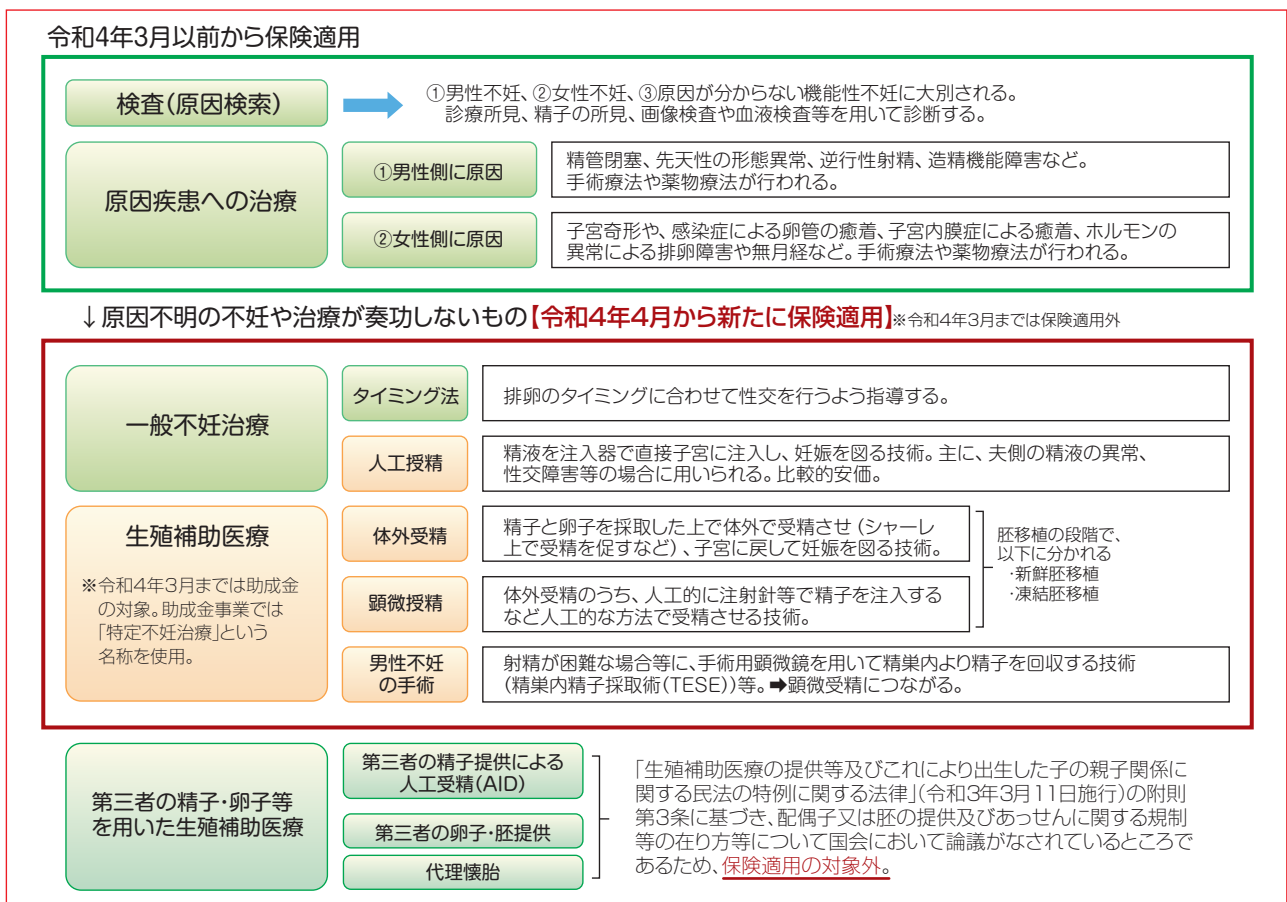 令和4年3月以前から保険適用
検査(原因検索)
①男性不妊、②女性不妊、③原因が分からない機能性不妊に大別される。
診療所見、精子の所見、画像検査や血液検査等を用いて診断する。
原因疾患への治療
①男性側に原因
精管閉塞、先天性の形態異常、逆行性射精、造精機能障害など。
手術療法や薬物療法が行われる。
②女性側に原因
子宮奇形や、感染症による卵管の癒着、子宮内膜症による癒着、ホルモンの
異常による排卵障害や無月経など。手術療法や薬物療法が行われる。
↓原因不明の不妊や治療が奏功しないもの【令和4年4月から新たに保険適用】※令和4年3月までは保険適用外
一般不妊治療
タイミング法
排卵のタイミングに合わせて性交を行うよう指導する。
人工授精
精液を注入器で直接子宮に注入し、妊娠を図る技術。主に、夫側の精液の異常、
性交障害等の場合に用いられる。比較的安価。
生殖補助医療
※令和4年3月までは助成金
の対象。助成金事業では
「特定不妊治療」という
名称を使用。
体外受精
精子と卵子を採取した上で体外で受精させ(シャーレ
上で受精を促すなど)、子宮に戻して妊娠を図る技術。
顕微授精
体外受精のうち、人工的に注射針等で精子を注入する
など人工的な方法で受精させる技術。
胚移植の段階で、
以下に分かれる
・新鮮胚移植
・凍結胚移植
男性不妊
の手術
射精が困難な場合等に、手術用顕微鏡を用いて精巣内より精子を回収する技術
(精巣内精子採取術(TESE))等。➡顕微受精につながる。
第三者の精子・卵子等
を用いた生殖補助医療
第三者の精子提供による
人工受精(AID)
第三者の卵子・胚提供
代理懐胎
「生殖補助医療の提供等及びこれにより出生した子の親子関係に
関する民法の特例に関する法律」(令和3年3月11日施行)の附則
第3条に基づき、配偶子又は胚の提供及びあっせんに関する規制
等の在り方等について国会において論議がなされているところで
あるため、保険適用の対象外。